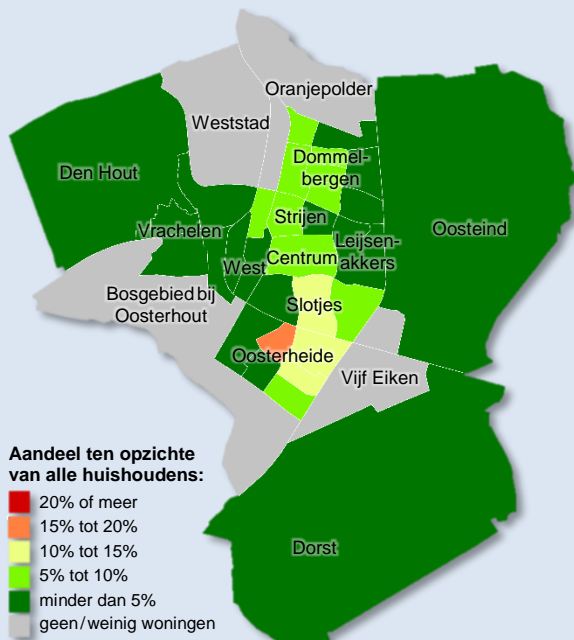 Oranjepolder
Weststad
Dommel-
bergen
Den Hout
Strijen
Vrachelen
Oosteind
Leijsen-
akkers
Centrum
West
Bosgebied bij
Oosterhout
Slotjes
Oosterheide
Vijf Eiken
Dorst
Aandeel ten opzichte
van alle huishoudens:
20% of meer
15% tot 20%
10% tot 15%
5% tot 10%
minder dan 5%
geen/weinig woningen